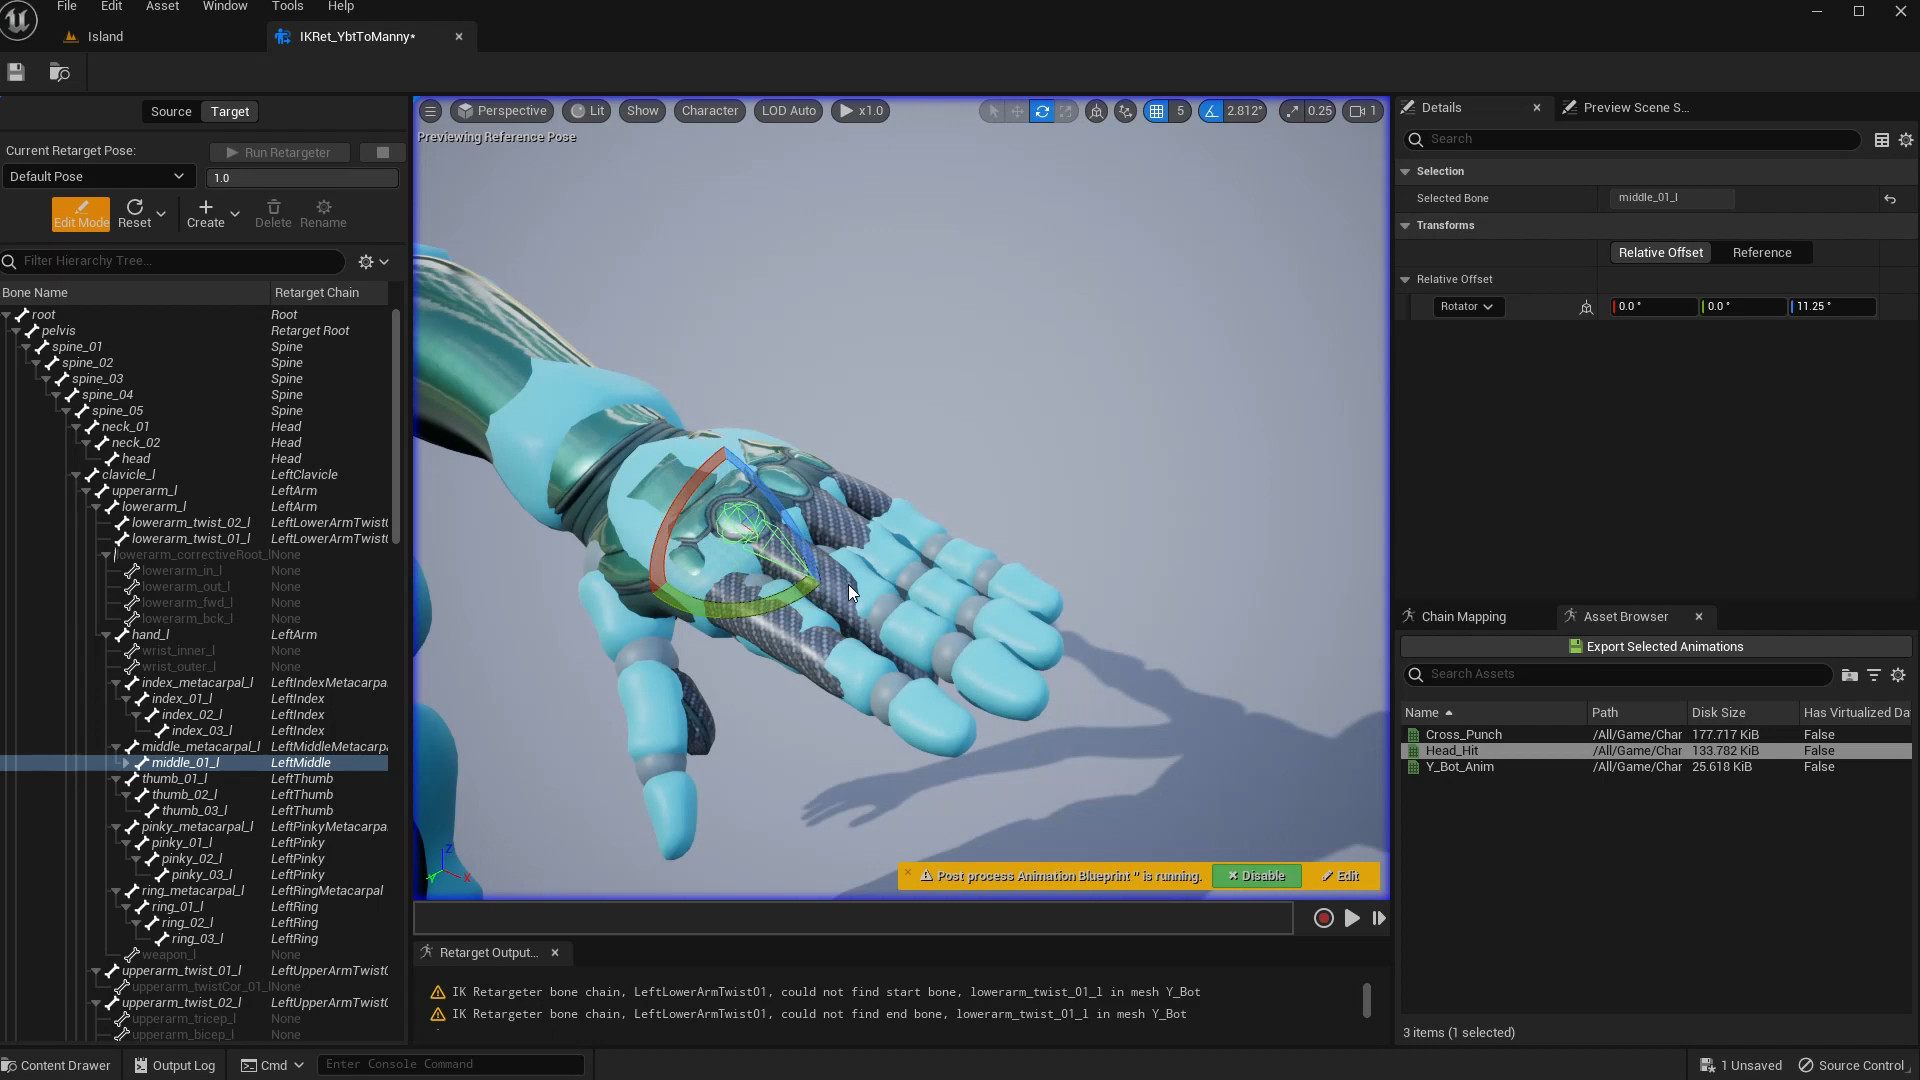 File Edit Asset Window Tools Help
Island
IKRet_YbtToManny*
Source Target
Current Retarget Pose:
Run Retargeter
Default Pose
1.0
Edit Mode Reset Create Delete Rename
Filter Hierarchy Tree...
Bone Name Retarget Chain
root Root
pelvis Retarget Root
spine_01 Spine
spine_02 Spine
spine_03 Spine
spine_04 Spine
spine_05 Spine
neck_01 Head
neck_02 Head
head Head
clavicle_l LeftClavicle
upperarm_l LeftArm
lowerarm_l LeftArm
lowerarm_twist_02_l LeftLowerArmTwist(
lowerarm_twist_01_l LeftLowerArmTwist(
lowerarm_correctiveRoot_l None
lowerarm_in_l None
lowerarm_out_l None
lowerarm_fwd_l None
lowerarm_bck_l None
hand_l LeftArm
wrist_inner_l None
wrist_outer_l None
index_metacarpal_l LeftIndexMetacarpa
index_01_l LeftIndex
index_02_l LeftIndex
index_03_l LeftIndex
middle_metacarpal_l LeftMiddleMetacarpa
middle_01_l LeftMiddle
thumb_01_l LeftThumb
thumb_02_l LeftThumb
thumb_03_l LeftThumb
pinky_metacarpal_l LeftPinkyMetacarpa
pinky_01_l LeftPinky
pinky_02_l LeftPinky
pinky_03_l LeftPinky
ring_metacarpal_l LeftRingMetacarpal
ring_01_l LeftRing
ring_02_l LeftRing
ring_03_l LeftRing
weapon_l None
upperarm_twist_01_l LeftUpperArmTwist(
upperarm_twistCor_01_l None
upperarm_twist_02_l LeftUpperArmTwist(
upperarm_tricep_l None
upperarm_bicep_l None
Perspective Lit Show Character LOD Auto x1.0 5 2.812° 0.25 1
Previewing Reference Pose
Z
Y X
Post process Animation Blueprint '' is running. Disable Edit
Retarget Output...
IK Retargeter bone chain, LeftLowerArmTwist01, could not find start bone, lowerarm_twist_01_l in mesh Y_Bot
IK Retargeter bone chain, LeftLowerArmTwist01, could not find end bone, lowerarm_twist_01_l in mesh Y_Bot
Details Preview Scene S...
Search
Selection
Selected Bone middle_01_l
Transforms
Relative Offset Reference
Relative Offset
Rotator 0.0 ° 0.0 ° 11.25 °
Chain Mapping Asset Browser
Export Selected Animations
Search Assets
Name Path Disk Size Has Virtualized Da
Cross_Punch /All/Game/Char 177.717 KiB False
Head_Hit /All/Game/Char 133.782 KiB False
Y_Bot_Anim /All/Game/Char 25.618 KiB False
3 items (1 selected)
Content Drawer Output Log Cmd Enter Console Command 1 Unsaved Source Control